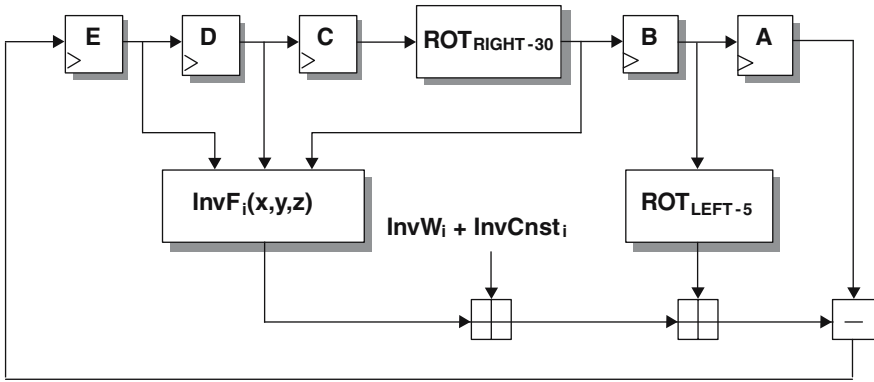 E
D
C
ROTRIGHT-30
B
A
InvFi(x,y,z)
InvWi + InvCnsti
ROTLEFT-5